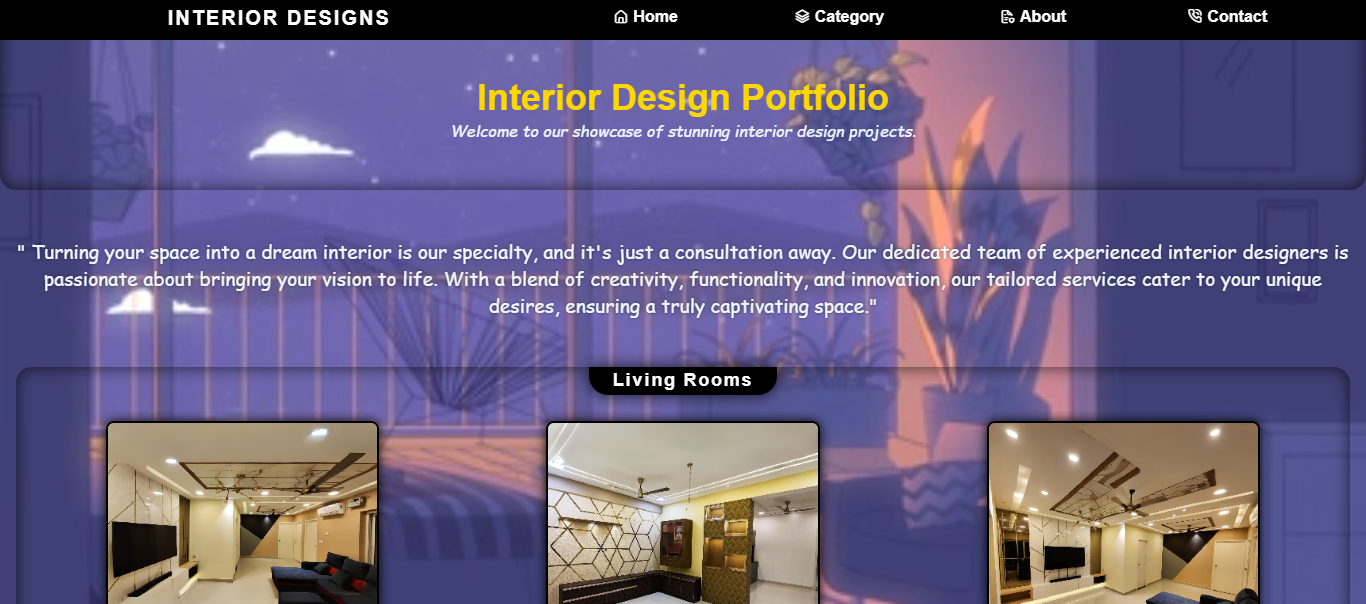 INTERIOR DESIGNS
Home
Category
About
Contact
Interior Design Portfolio
Welcome to our showcase of stunning interior design projects.
" Turning your space into a dream interior is our specialty, and it's just a consultation away. Our dedicated team of experienced interior designers is
passionate about bringing your vision to life. With a blend of creativity, functionality, and innovation, our tailored services cater to your unique
desires, ensuring a truly captivating space."
Living Rooms